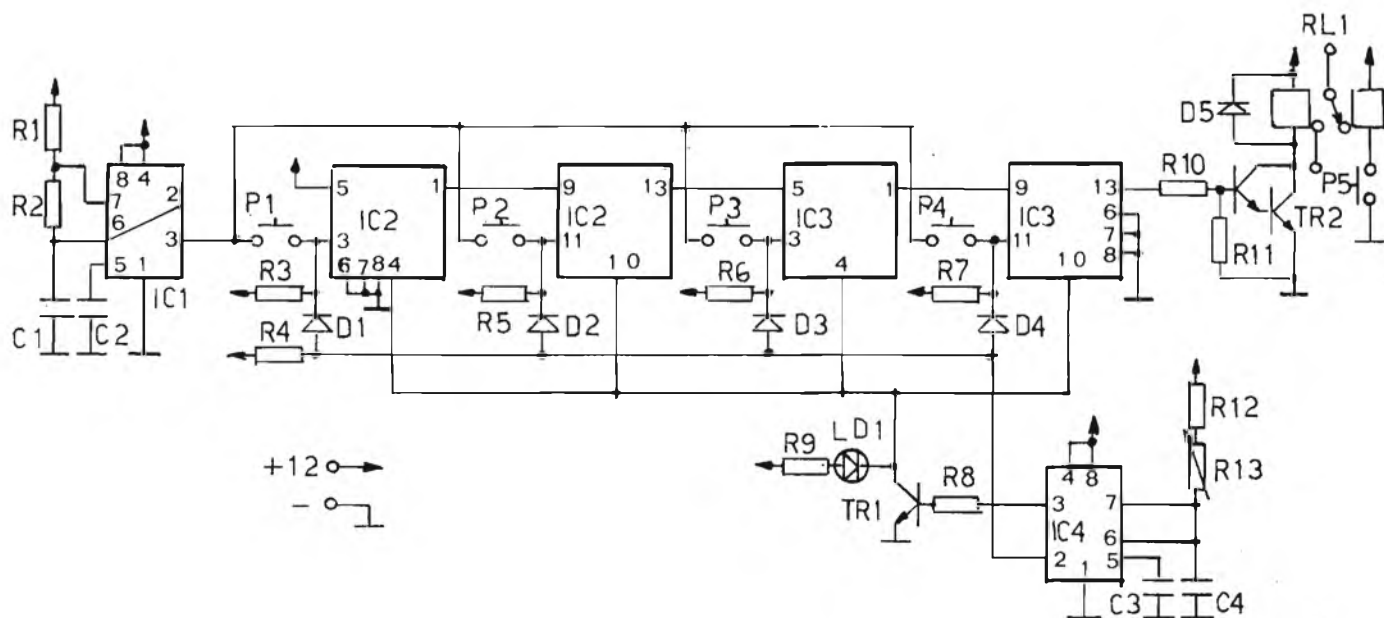 RL1
R1
D5
8 4
5 1 9 13 5 1 9 13
R10
R2
7 2
P1 IC2 P2 IC2 P3 IC3 P4 IC3
6
P5
6
3
3 11 3 11
7
TR2
5 1
6 7 8 4 10 4 10
8
R11
IC1
R3 R5 R6 R7
C1 C2
R4 D1 D2 D3 D4
R12
LD1
+12
R9
4 8
R13
R8
3 7
-
TR1
IC4
6
2 5
1
C3 C4